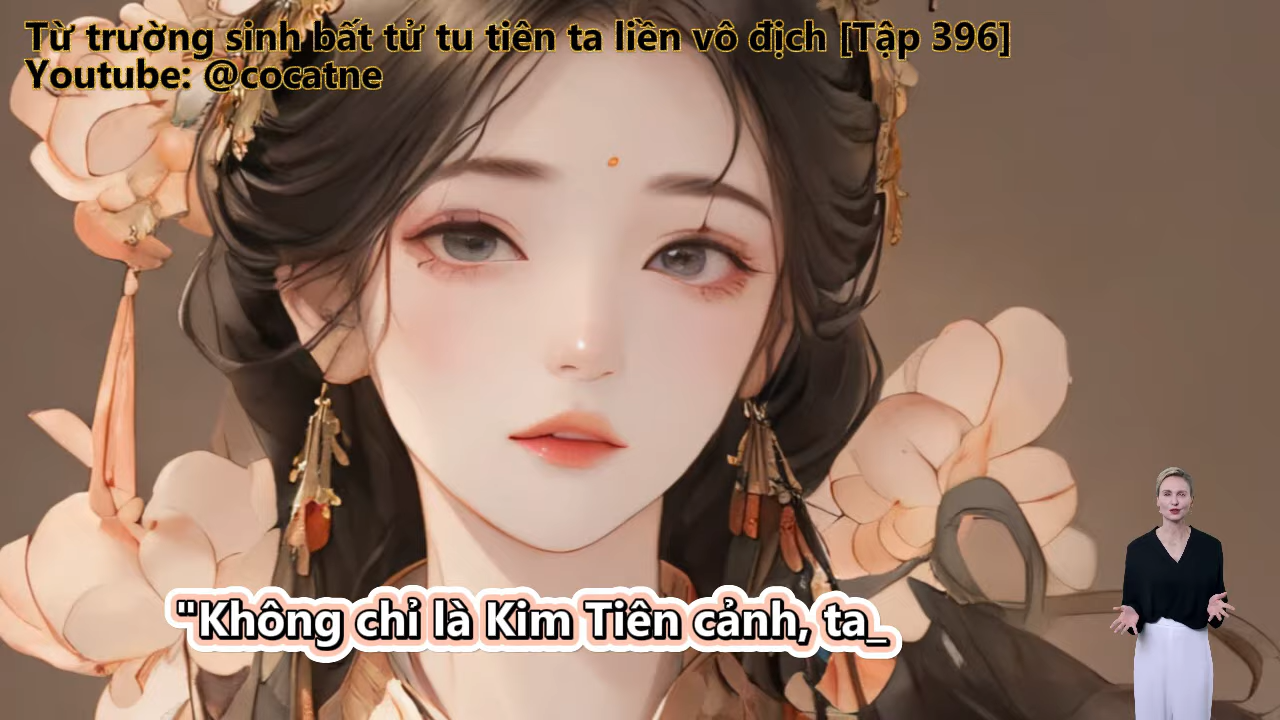 Từ trường sinh bất tử tu tiên ta liền vô địch [Tập 396]
Youtube: @cocatne
"Không chỉ là Kim Tiên cảnh, ta_